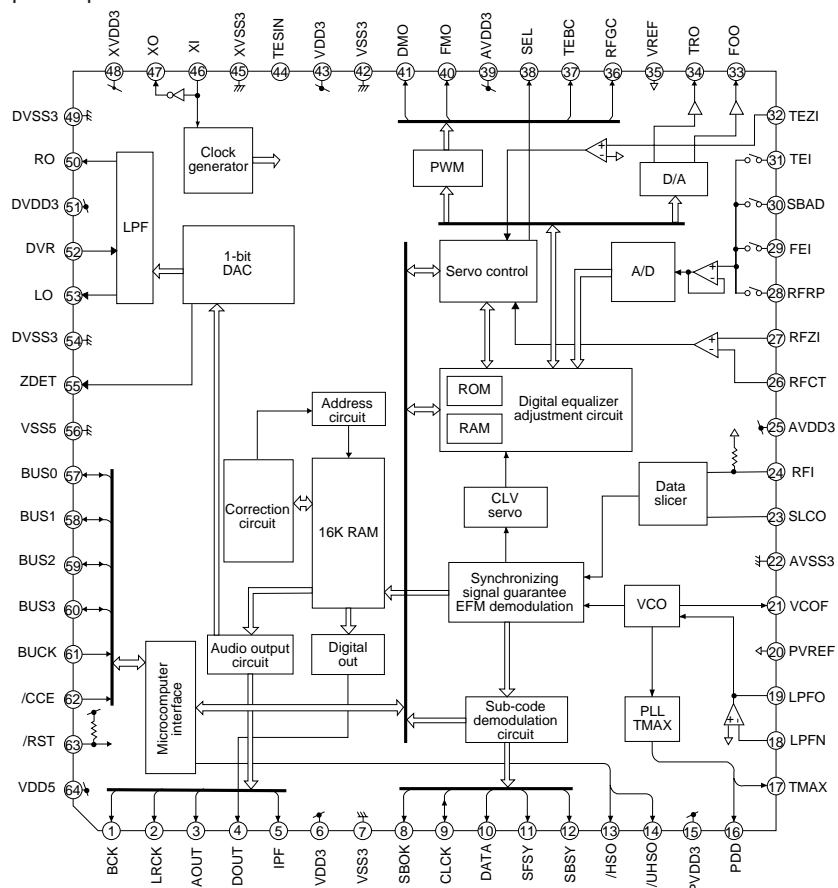 XVDD3
XO
XI
XVSS3
TESIN
VDD3
VSS3
DMO
FMO
AVDD3
SEL
TEBC
RFGC
VREF
TRO
FOO
48
47
46
45
44
43
42
41
40
39
38
37
36
35
34
33
DVSS3
49
RO
50
DVDD3
51
DVR
52
LO
53
DVSS3
54
ZDET
55
VSS5
56
BUS0
57
BUS1
58
BUS2
59
BUS3
60
BUCK
61
/CCE
62
/RST
63
VDD5
64
32
TEZI
31
TEI
30
SBAD
29
FEI
28
RFRP
27
RFZI
26
RFCT
25
AVDD3
24
RFI
23
SLCO
22
AVSS3
21
VCOF
20
PVREF
19
LPFO
18
LPFN
17
TMAX
Clock
generator
LPF
1-bit
DAC
PWM
D/A
Servo control
A/D
+
-
+
-
+
-
ROM
RAM
Digital equalizer
adjustment circuit
Address
circuit
Correction
circuit
16K RAM
CLV
servo
Data
slicer
Synchronizing
signal guarantee
EFM demodulation
VCO
Audio output
circuit
Digital
out
Microcomputer
interface
Sub-code
demodulation
circuit
PLL
TMAX
+
-
1
2
3
4
5
6
7
8
9
10
11
12
13
14
15
16
BCK
LRCK
AOUT
DOUT
IPF
VDD3
VSS3
SBOK
CLCK
DATA
SFSY
SBSY
/HSO
/UHSO
PVDD3
PDD